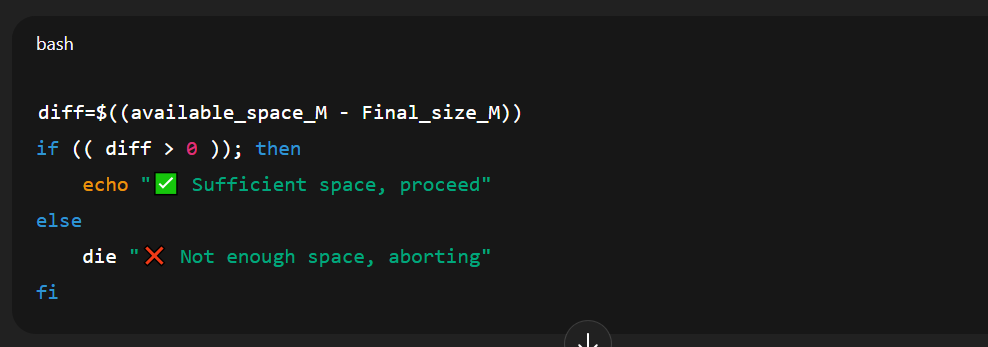 bash
diff=$((available_space_M - Final_size_M))
if (( diff > 0 )); then
    echo "✅ Sufficient space, proceed"
else
    die "❌ Not enough space, aborting"
fi